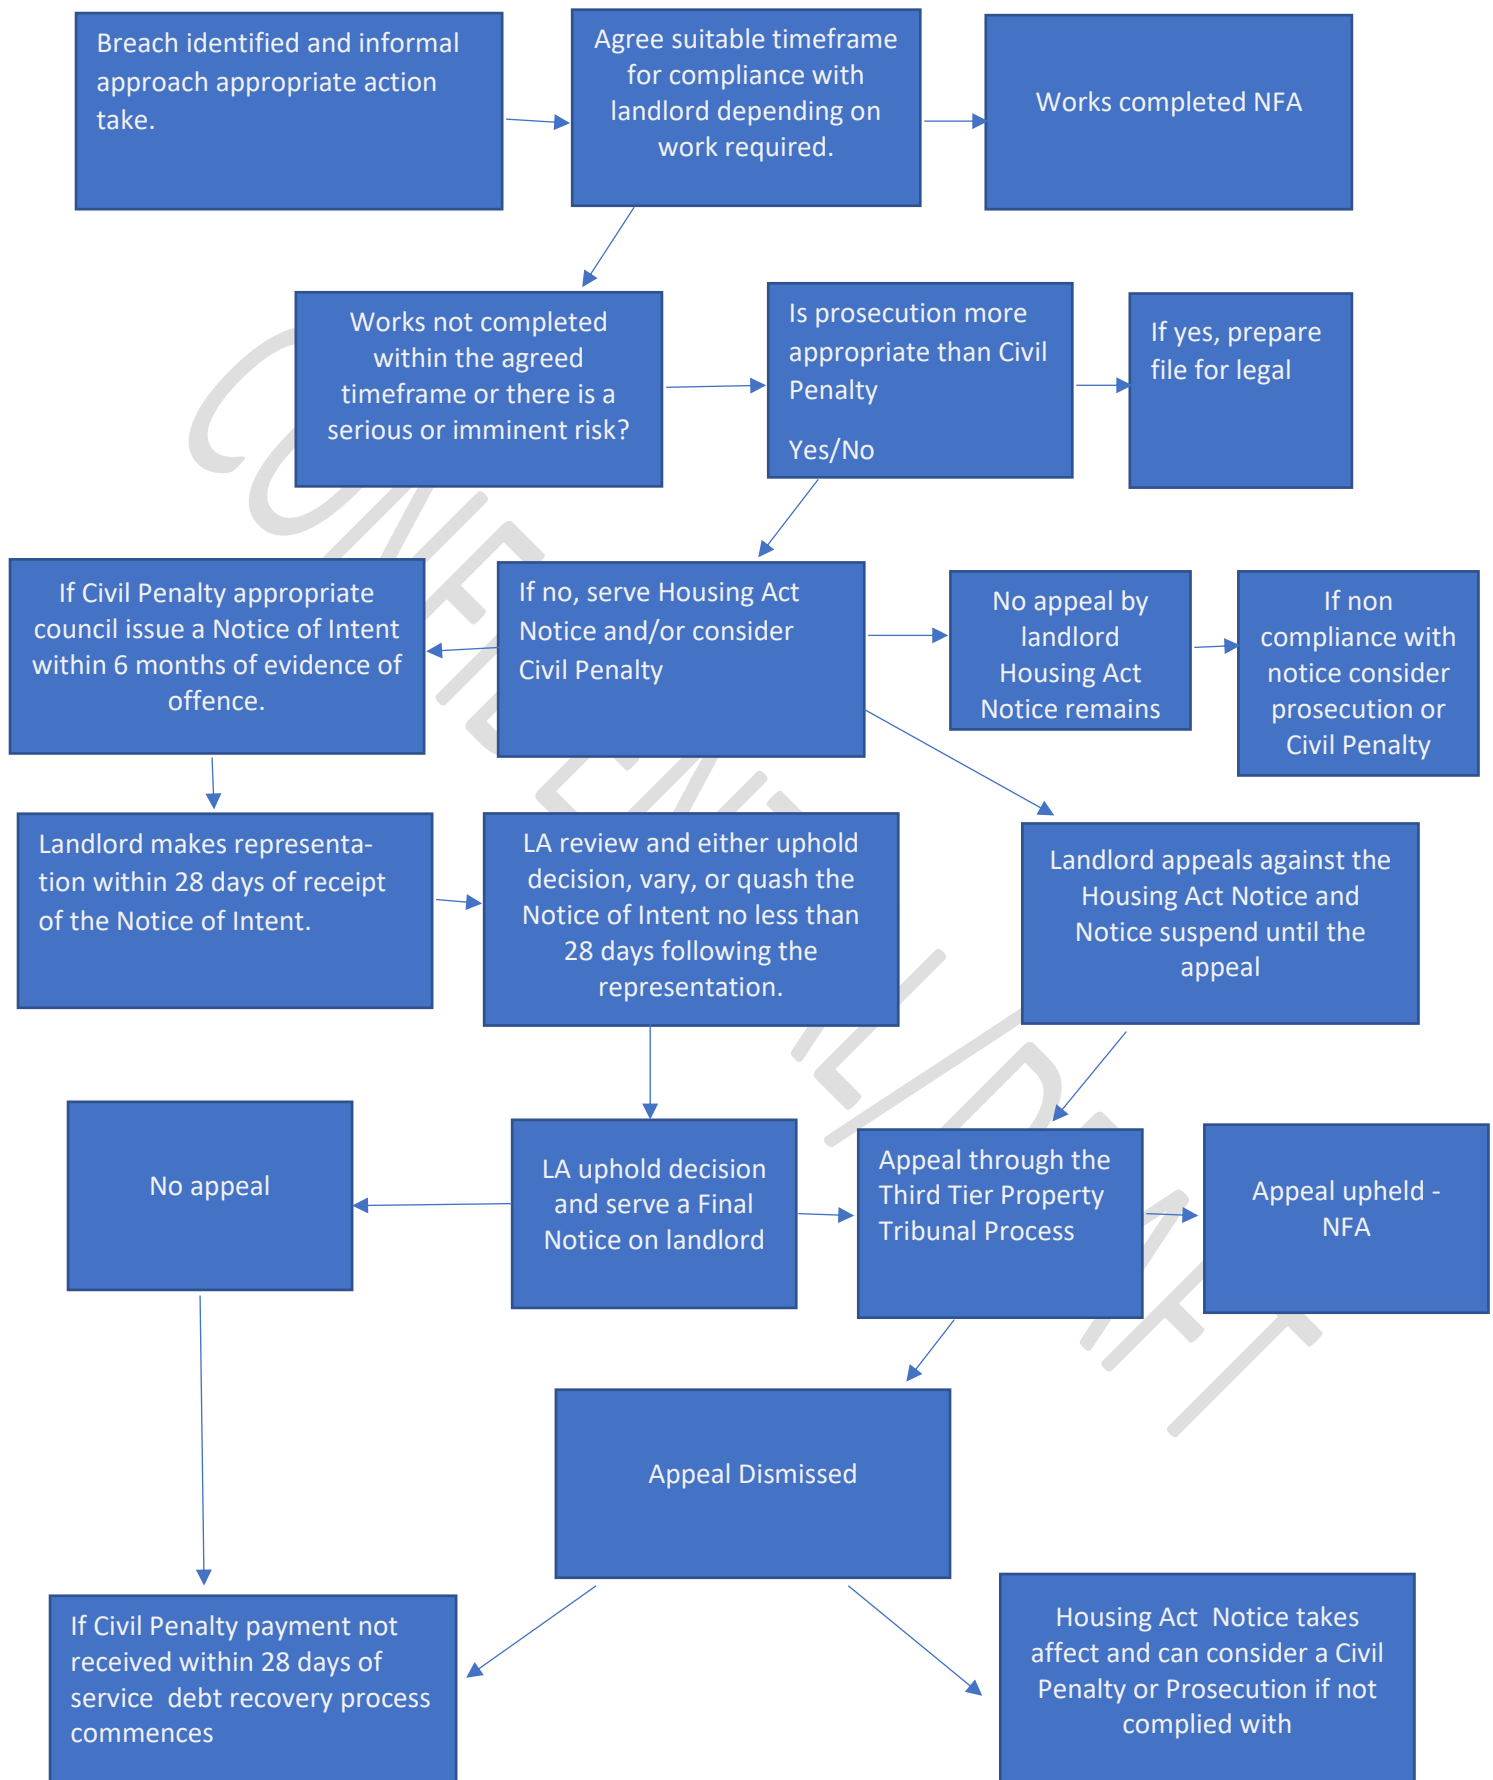 Breach identified and informal
approach appropriate action
take.
Agree suitable timeframe
for compliance with
landlord depending on
work required.
Works completed NFA
Works not completed
within the agreed
timeframe or there is a
serious or imminent risk?
Is prosecution more
appropriate than Civil
Penalty
Yes/No
If yes, prepare
file for legal
If Civil Penalty appropriate
council issue a Notice of Intent
within 6 months of evidence of
offence.
If no, serve Housing Act
Notice and/or consider
Civil Penalty
No appeal by
landlord
Housing Act
Notice remains
If non
compliance with
notice consider
prosecution or
Civil Penalty
Landlord makes representa-
tion within 28 days of receipt
of the Notice of Intent.
LA review and either uphold
decision, vary, or quash the
Notice of Intent no less than
28 days following the
representation.
Landlord appeals against the
Housing Act Notice and
Notice suspend until the
appeal
No appeal
LA uphold decision
and serve a Final
Notice on landlord
Appeal through the
Third Tier Property
Tribunal Process
Appeal upheld -
NFA
Appeal Dismissed
If Civil Penalty payment not
received within 28 days of
service  debt recovery process
commences
Housing Act  Notice takes
affect and can consider a Civil
Penalty or Prosecution if not
complied with
CONFIDENTIAL/DRAFT